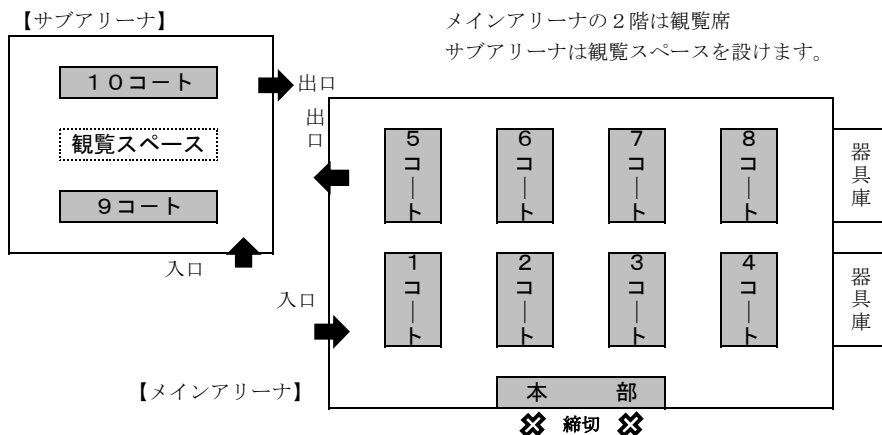 【サブアリーナ】
メインアリーナの２階は観覧席
サブアリーナは観覧スペースを設けます。
１０コート
出口
観覧スペース
９コート
入口
出口
５コート
６コート
７コート
８コート
器具庫
入口
１コート
２コート
３コート
４コート
器具庫
【メインアリーナ】
本　　部
締切